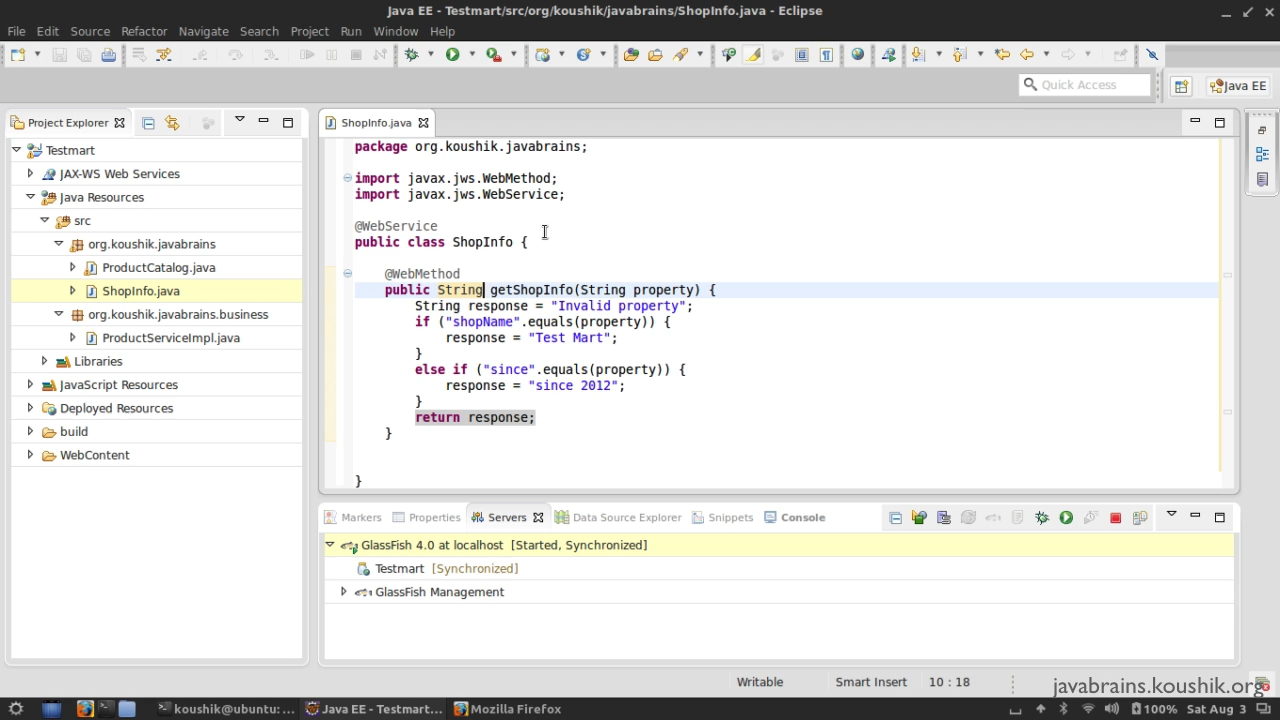 Java EE - Testmart/src/org/koushik/javabrains/ShopInfo.java - Eclipse
File Edit Source Refactor Navigate Search Project Run Window Help
Quick Access
Java EE
Project Explorer
Testmart
JAX-WS Web Services
Java Resources
src
org.koushik.javabrains
ProductCatalog.java
ShopInfo.java
org.koushik.javabrains.business
ProductServiceImpl.java
Libraries
JavaScript Resources
Deployed Resources
build
WebContent
ShopInfo.java
package org.koushik.javabrains;
import javax.jws.WebMethod;
import javax.jws.WebService;
@WebService
public class ShopInfo {
@WebMethod
public String getShopInfo(String property) {
String response = "Invalid property";
if ("shopName".equals(property)) {
response = "Test Mart";
}
else if ("since".equals(property)) {
response = "since 2012";
}
return response;
}
}
Markers Properties Servers Data Source Explorer Snippets Console
GlassFish 4.0 at localhost [Started, Synchronized]
Testmart [Synchronized]
GlassFish Management
Writable Smart Insert 10 : 18
javabrains.koushik.org
koushik@ubuntu: ... Java EE - Testmart... Mozilla Firefox 100% Sat Aug 3